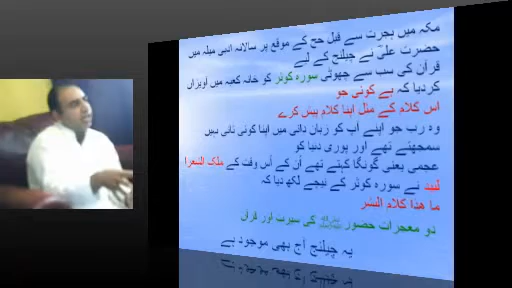 مکہ میں ہجرت سے قبل حج کے موقع پر سالانہ ادبی میلہ میں
حضرت علیؓ نے چیلنج کے لیے
قرآن کی سب سے چھوٹی سورہ کوثر کو خانہ کعبہ میں آویزاں
کردیا کہ ہے کوئی جو
اس کلام کے مثل اپنا کلام پیش کرے
وہ عرب جو اپنے آپ کو زبان دانی میں اپنا کوئی ثانی نہیں
سمجھتے تھے اور پوری دنیا کو
عجمی یعنی گونگا کہتے تھے اُن کے اُس وقت کے ملک الشعرا
لبید نے سورہ کوثر کے نیچے لکھ دیا کہ
ما ھذا کلام البشر
دو معجزات حضور ﷺ کی سیرت اور قرآن
یہ چیلنج آج بھی موجود ہے